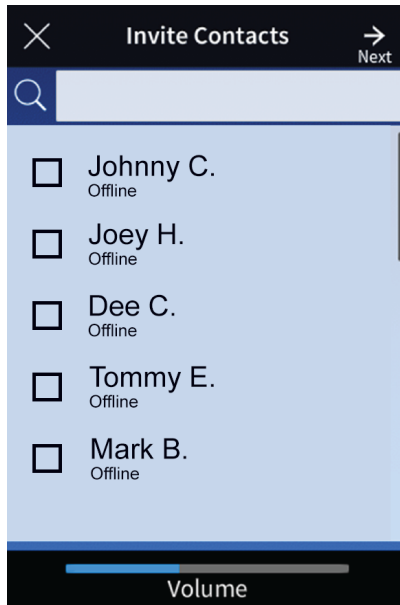 Invite Contacts
Next
Johnny C.
Offline
Joey H.
Offline
Dee C.
Offline
Tommy E.
Offline
Mark B.
Offline
Volume